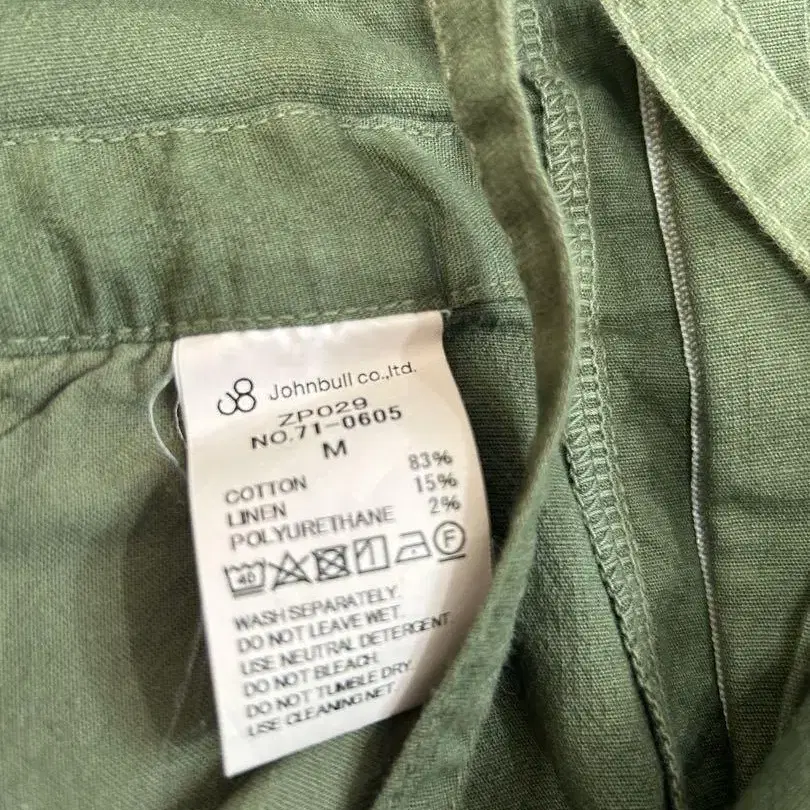 Johnbull co.,ltd.
ZP029
NO.71-0605
M
COTTON 83%
LINEN 15%
POLYURETHANE 2%
40 F
WASH SEPARATELY.
DO NOT LEAVE WET.
USE NEUTRAL DETERGENT.
DO NOT BLEACH.
DO NOT TUMBLE DRY.
USE CLEANING NET.